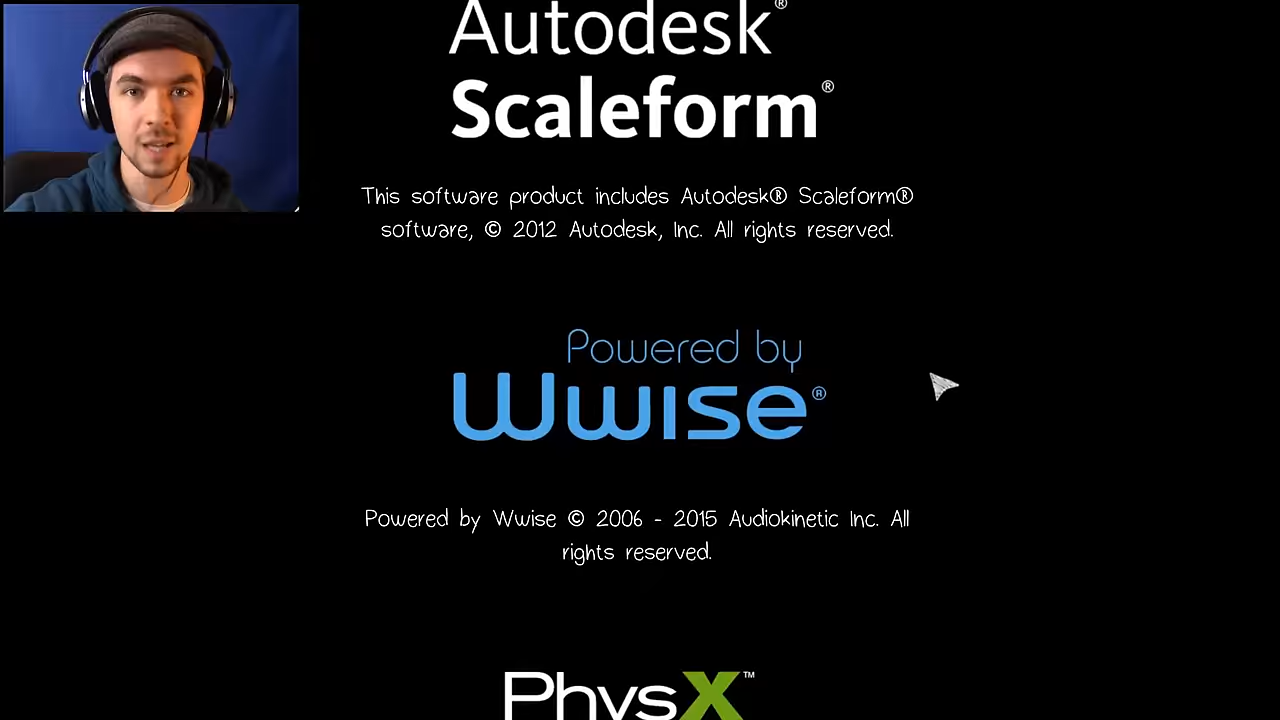 Autodesk®
Scaleform®
This software product includes Autodesk® Scaleform®
software, © 2012 Autodesk, Inc. All rights reserved.
Powered by
Wwise®
Powered by Wwise © 2006 - 2015 Audiokinetic Inc. All
rights reserved.
PhysX™